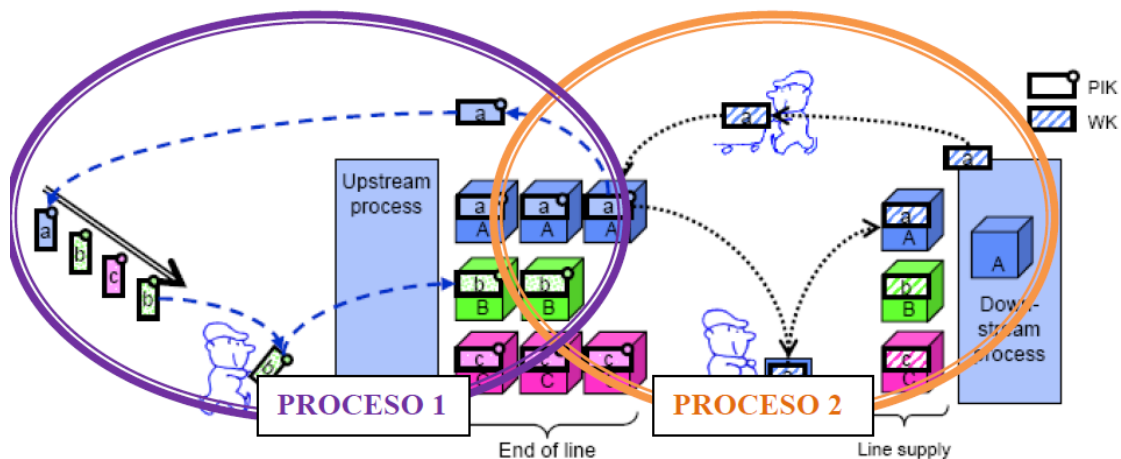 PIK
WK
a
a
a
Upstream
process
a
a
a
a
A
A
A
a
A
b
c
b
b
b
B
B
b
B
A
Down-
stream
process
b
c
c
c
C
C
C
c
C
a
PROCESO 1
PROCESO 2
End of line
Line supply